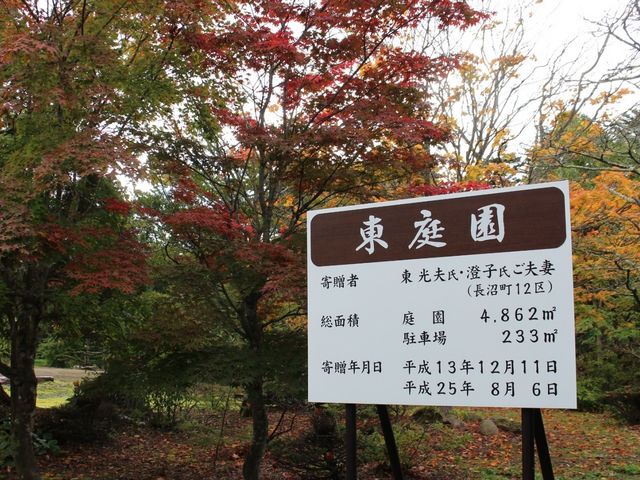 東庭園
寄贈者 東 光夫氏・澄子氏ご夫妻
(長沼町12区)
総面積 庭園 4,862㎡
駐車場 233㎡
寄贈年月日 平成13年12月11日
平成25年 8月 6日